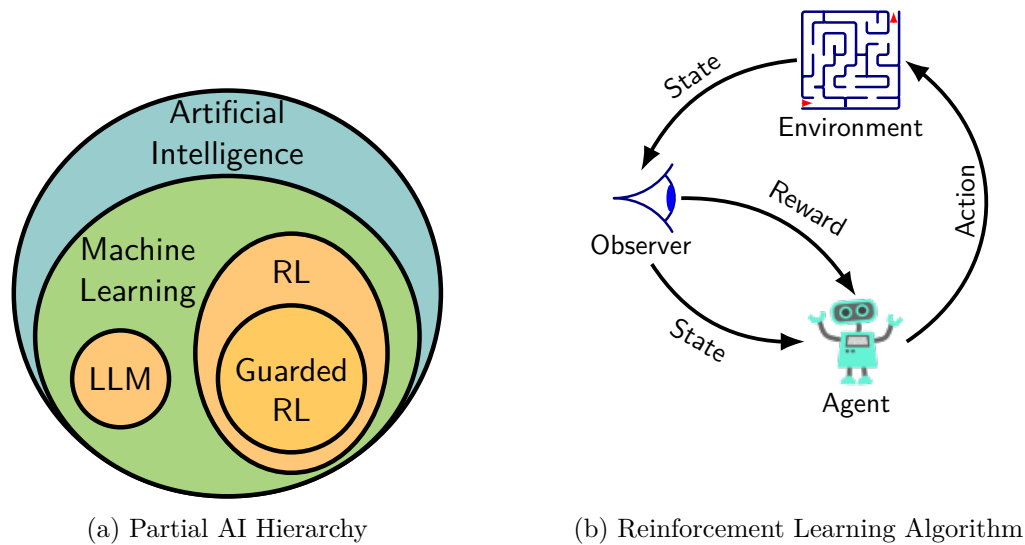 Artificial
Intelligence
Machine
Learning
RL
LLM
Guarded
RL
(a) Partial AI Hierarchy
State
Environment
Reward
Action
Observer
State
Agent
(b) Reinforcement Learning Algorithm